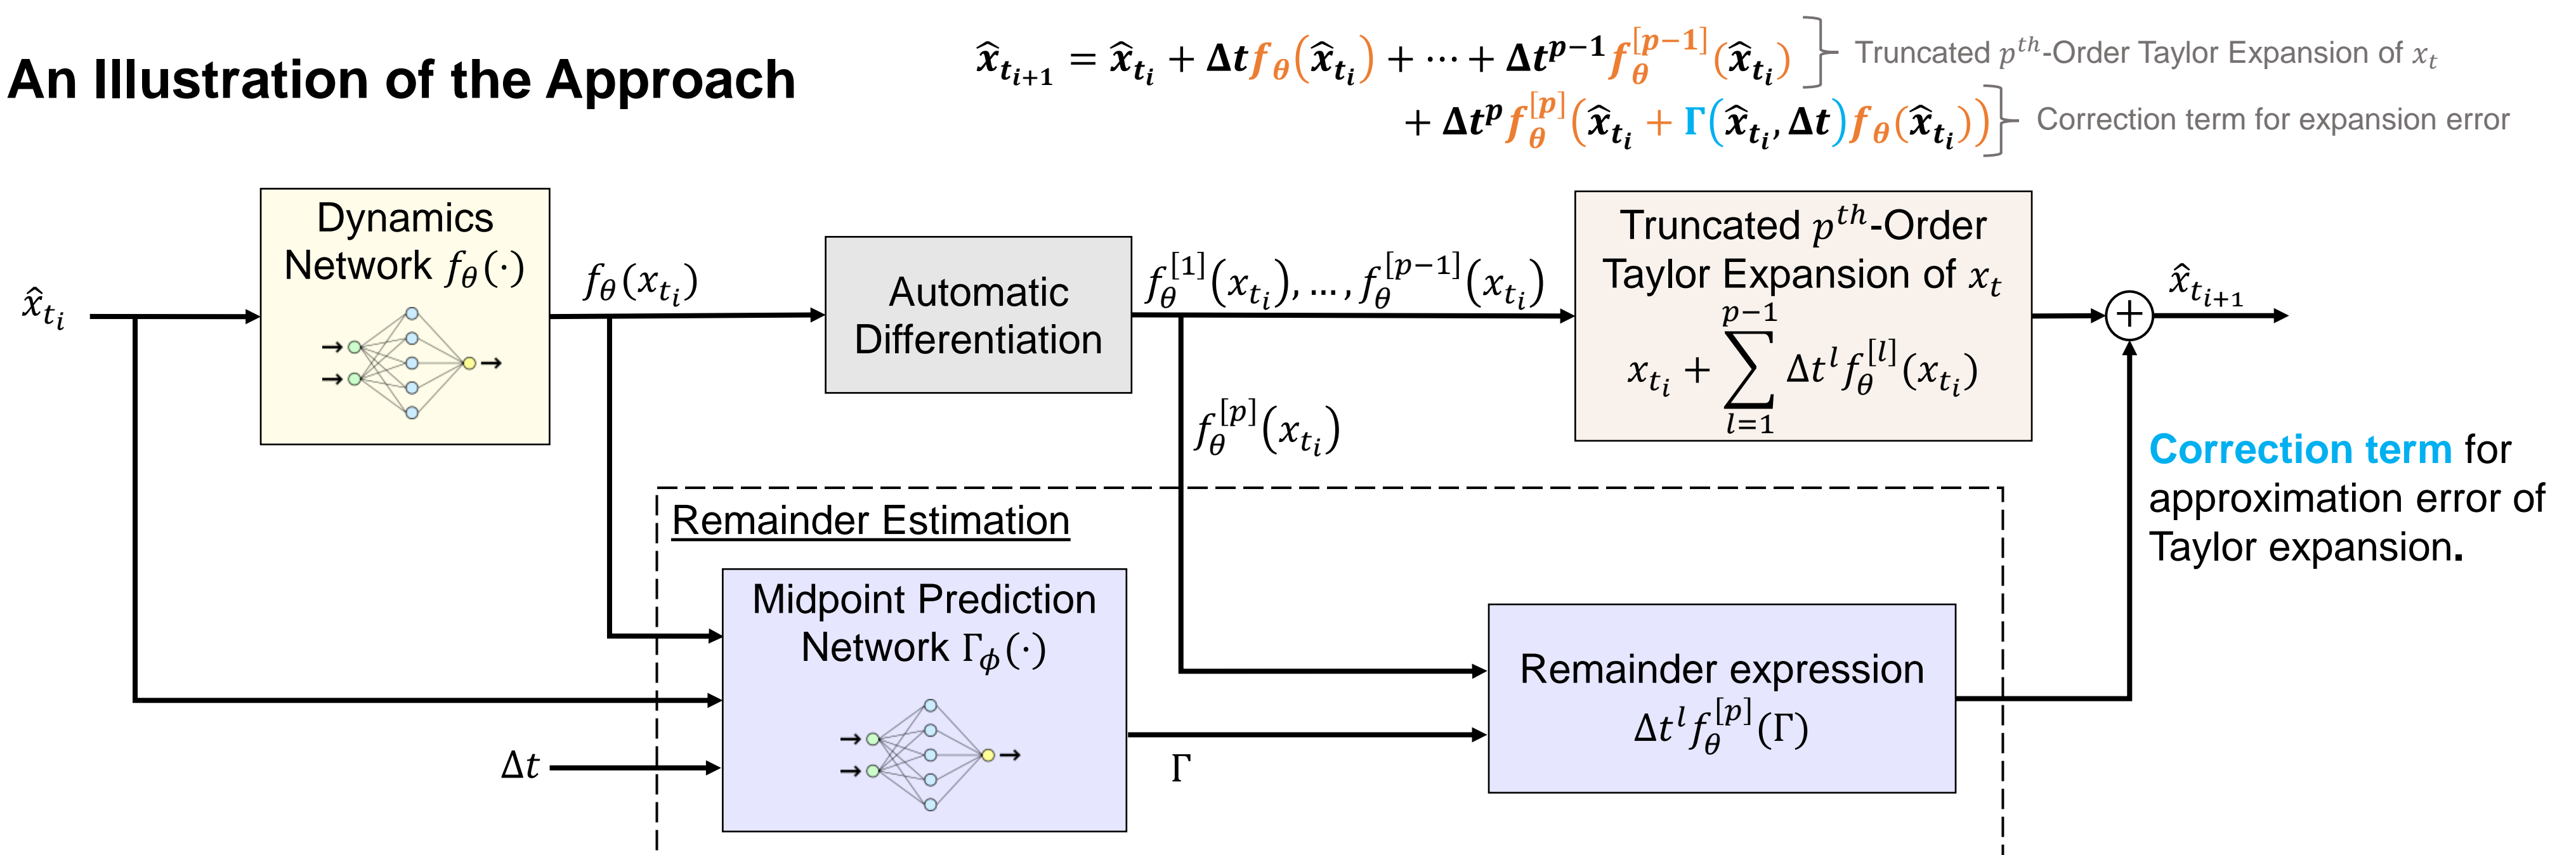 An Illustration of the Approach
x̂_{t_{i+1}} = x̂_{t_i} + Δt f_θ(x̂_{t_i}) + ⋯ + Δt^{p−1} f_θ^{[p−1]}(x̂_{t_i})
Truncated p^{th}-Order Taylor Expansion of x_t
+ Δt^p f_θ^{[p]}(x̂_{t_i} + Γ(x̂_{t_i}, Δt) f_θ(x̂_{t_i}))
Correction term for expansion error
x̂_{t_i}
Dynamics
Network f_θ(·)
f_θ(x_{t_i})
Automatic
Differentiation
f_θ^{[1]}(x_{t_i}), …, f_θ^{[p−1]}(x_{t_i})
f_θ^{[p]}(x_{t_i})
Truncated p^{th}-Order
Taylor Expansion of x_t
x_{t_i} + ∑_{l=1}^{p−1} Δt^l f_θ^{[l]}(x_{t_i})
+
x̂_{t_{i+1}}
Correction term for
approximation error of
Taylor expansion.
Remainder Estimation
Midpoint Prediction
Network Γ_ϕ(·)
Δt
Γ
Remainder expression
Δt^l f_θ^{[p]}(Γ)